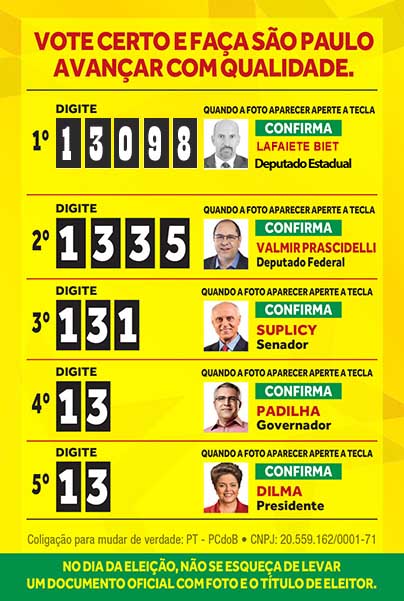 VOTE CERTO E FAÇA SÃO PAULO
AVANÇAR COM QUALIDADE.
DIGITE
QUANDO A FOTO APARECER APERTE A TECLA
1º 13098
CONFIRMA
LAFAIETE BIET
Deputado Estadual
DIGITE
QUANDO A FOTO APARECER APERTE A TECLA
2º 1335
CONFIRMA
VALMIR PRASCIDELLI
Deputado Federal
DIGITE
QUANDO A FOTO APARECER APERTE A TECLA
3º 131
CONFIRMA
SUPLICY
Senador
DIGITE
QUANDO A FOTO APARECER APERTE A TECLA
4º 13
CONFIRMA
PADILHA
Governador
DIGITE
QUANDO A FOTO APARECER APERTE A TECLA
5º 13
CONFIRMA
DILMA
Presidente
Coligação para mudar de verdade: PT - PCdoB • CNPJ: 20.559.162/0001-71
NO DIA DA ELEIÇÃO, NÃO SE ESQUEÇA DE LEVAR
UM DOCUMENTO OFICIAL COM FOTO E O TÍTULO DE ELEITOR.